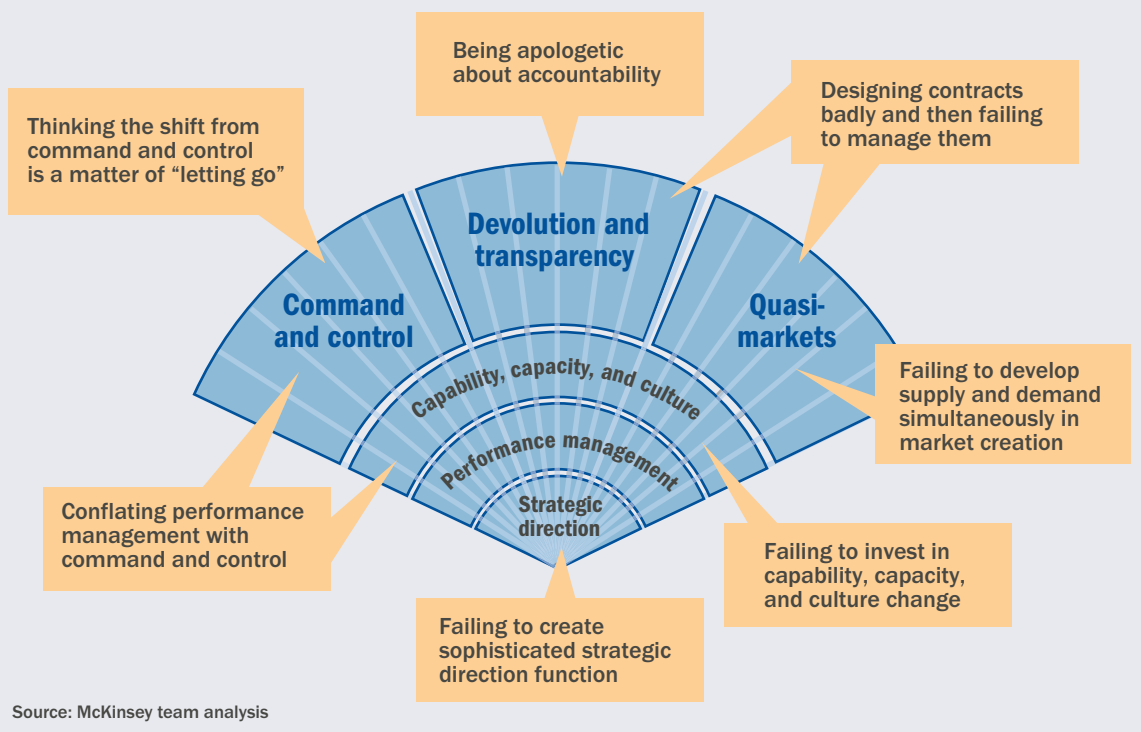 Being apologetic
about accountability
Designing contracts
badly and then failing
to manage them
Thinking the shift from
command and control
is a matter of “letting go”
Devolution and
transparency
Command
and control
Quasi-
markets
Capability, capacity, and culture
Performance management
Strategic
direction
Failing to develop
supply and demand
simultaneously in
market creation
Conflating performance
management with
command and control
Failing to invest in
capability, capacity,
and culture change
Failing to create
sophisticated strategic
direction function
Source: McKinsey team analysis